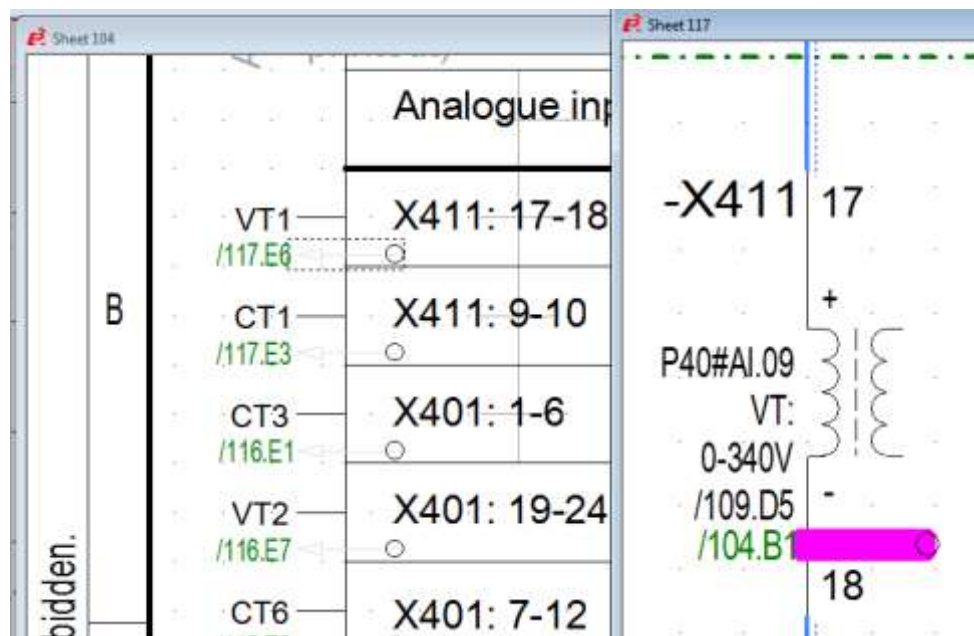 Sheet 104
Analogue inp
VT1
X411: 17-18
/117.E6
B
CT1
X411: 9-10
/117.E3
CT3
X401: 1-6
/116.E1
VT2
X401: 19-24
/116.E7
bidden.
CT6
X401: 7-12
Sheet 117
-X411 17
+
P40#AI.09
VT:
0-340V
/109.D5 -
/104.B1
18